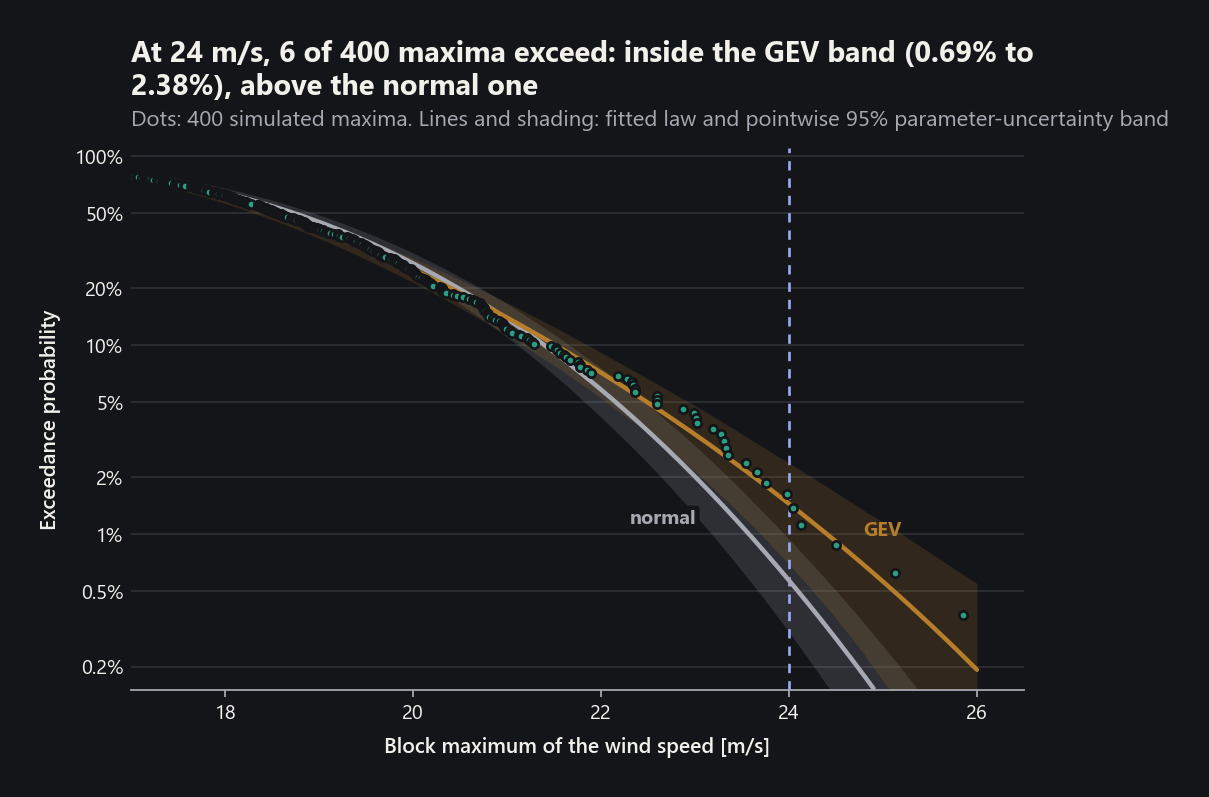 At 24 m/s, 6 of 400 maxima exceed: inside the GEV band (0.69% to
2.38%), above the normal one
Dots: 400 simulated maxima. Lines and shading: fitted law and pointwise 95% parameter-uncertainty band
100%
50%
20%
10%
5%
2%
1%
0.5%
0.2%
Exceedance probability
normal
GEV
18
20
22
24
26
Block maximum of the wind speed [m/s]